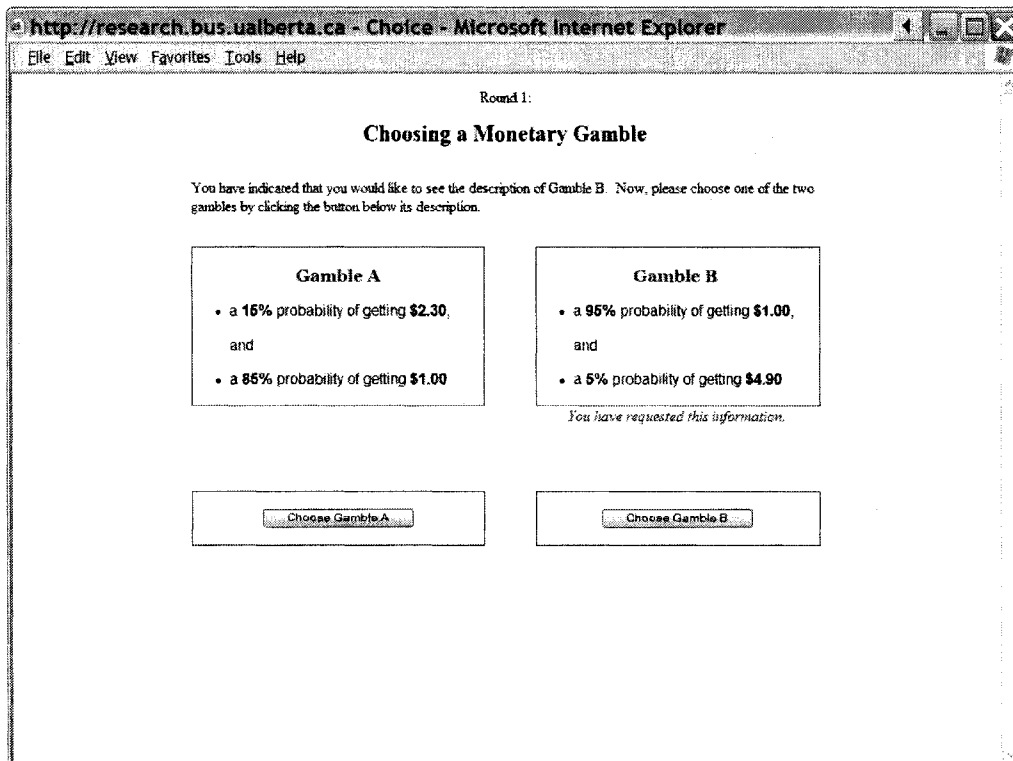 http://research.bus.ualberta.ca - Choice - Microsoft Internet Explorer
File Edit View Favorites Tools Help
Round 1:
Choosing a Monetary Gamble
You have indicated that you would like to see the description of Gamble B. Now, please choose one of the two
gambles by clicking the button below its description.
Gamble A
• a 15% probability of getting $2.30,
and
• a 85% probability of getting $1.00
Gamble B
• a 95% probability of getting $1.00,
and
• a 5% probability of getting $4.90
You have requested this information.
Choose Gamble A
Choose Gamble B